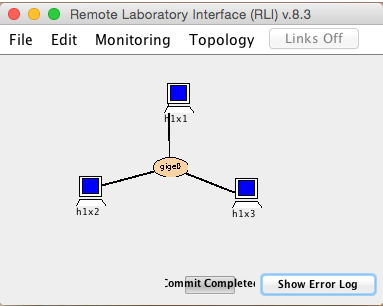 Remote Laboratory Interface (RLI) v.8.3
File Edit Monitoring Topology Links Off
h1x1
gige0
h1x2
h1x3
Commit Completed Show Error Log